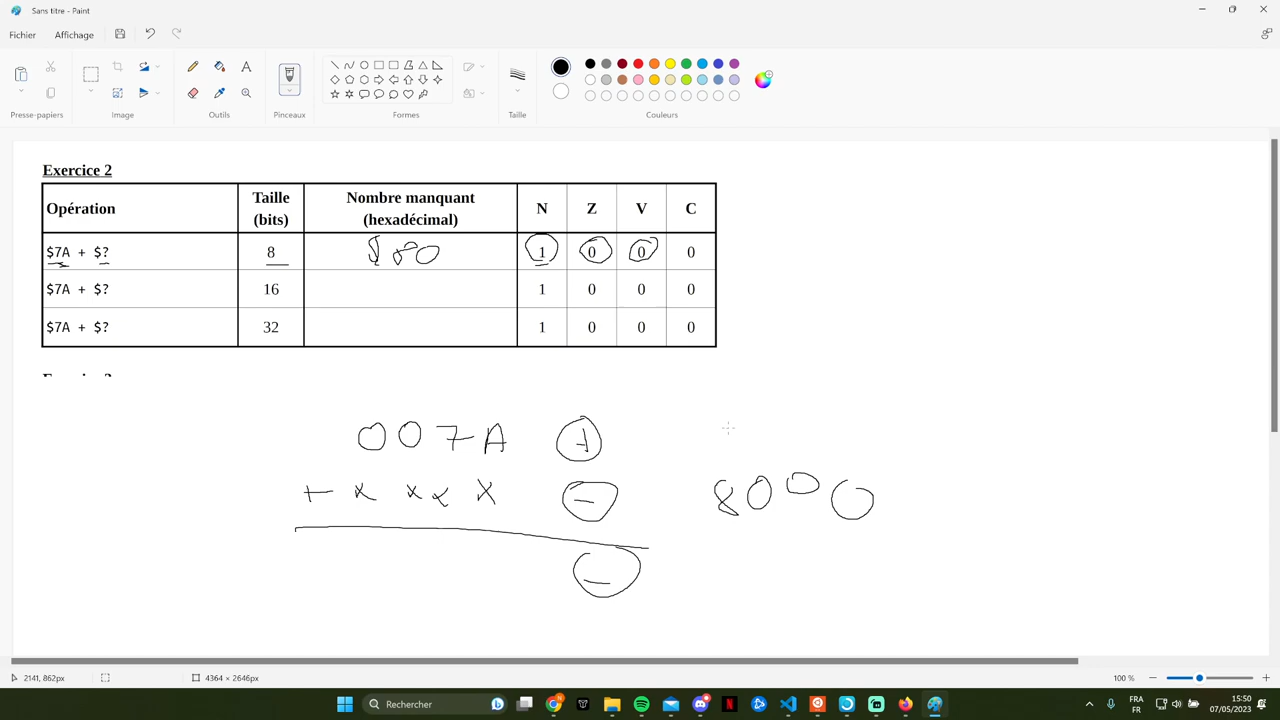 Sans titre - Paint
Fichier Affichage
Presse-papiers Image Outils Pinceaux Formes Taille Couleurs
Exercice 2
Opération Taille (bits) Nombre manquant (hexadécimal) N Z V C
$7A + $? 8 $80 1 0 0 0
$7A + $? 16 1 0 0 0
$7A + $? 32 1 0 0 0
007A +
+ x x x x - 8000
-
2141, 862px 4364 × 2646px 100 %
Rechercher FRA FR 15:50 07/05/2023